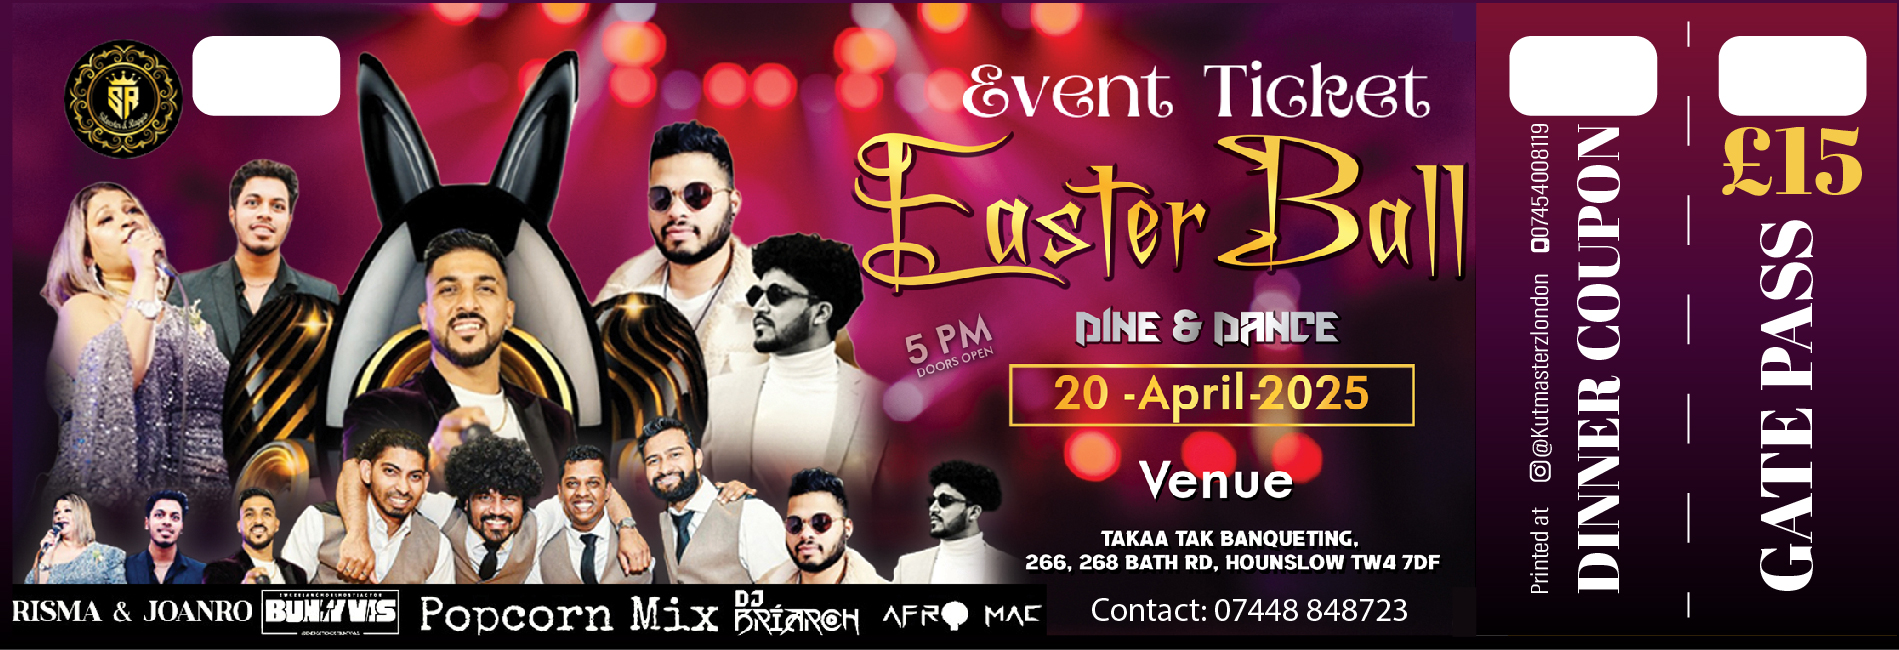 SR
Event Ticket
Easter Ball
5 PM
DOORS OPEN
DINE & DANCE
20 -April-2025
Venue
TAKAA TAK BANQUETING,
266, 268 BATH RD, HOUNSLOW TW4 7DF
Contact: 07448 848723
RISMA & JOANRO
Popcorn Mix
DJ
BRIARCH
AFRO MAC
Printed at @Kutmasterzlondon 07454008119
DINNER COUPON
£15
GATE PASS